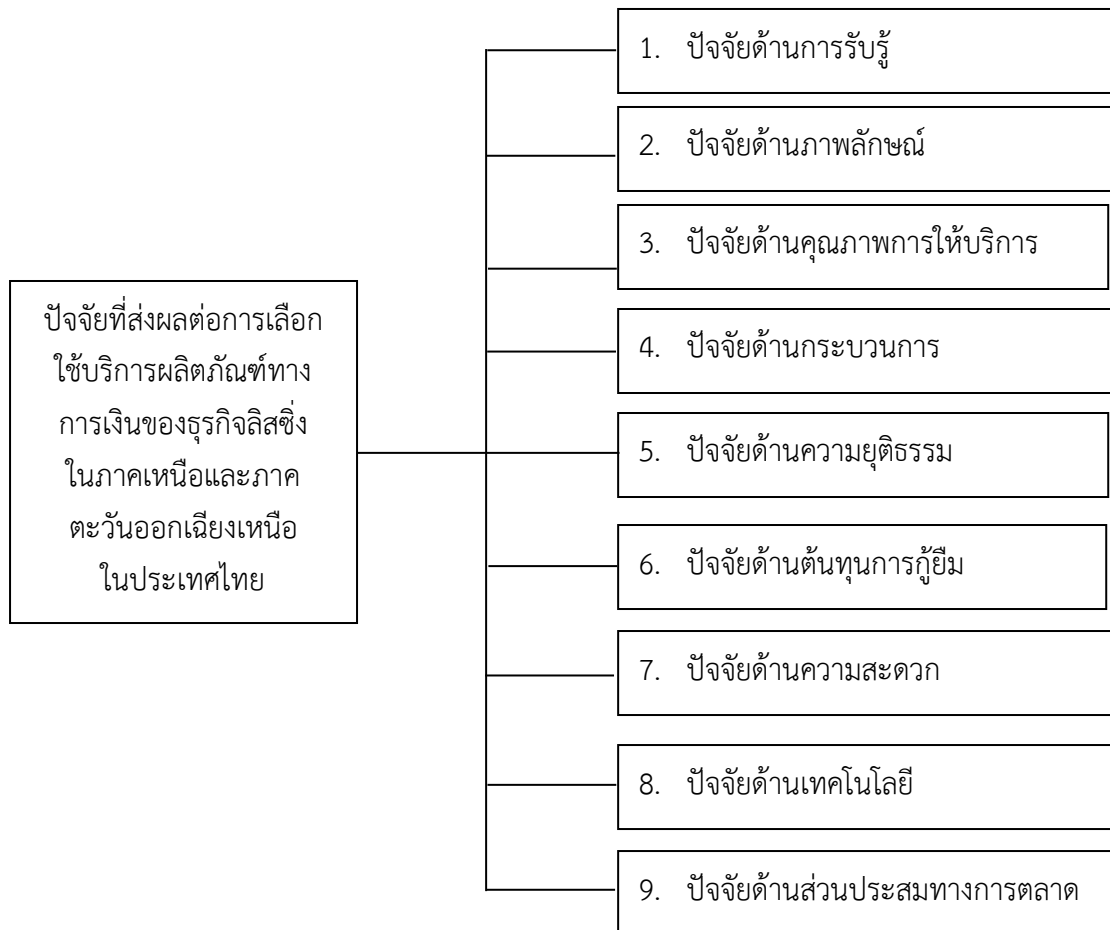 ปัจจัยที่ส่งผลต่อการเลือก
ใช้บริการผลิตภัณฑ์ทาง
การเงินของธุรกิจลิสซิ่ง
ในภาคเหนือและภาค
ตะวันออกเฉียงเหนือ
ในประเทศไทย
1. ปัจจัยด้านการรับรู้
2. ปัจจัยด้านภาพลักษณ์
3. ปัจจัยด้านคุณภาพการให้บริการ
4. ปัจจัยด้านกระบวนการ
5. ปัจจัยด้านความยุติธรรม
6. ปัจจัยด้านต้นทุนการกู้ยืม
7. ปัจจัยด้านความสะดวก
8. ปัจจัยด้านเทคโนโลยี
9. ปัจจัยด้านส่วนประสมทางการตลาด